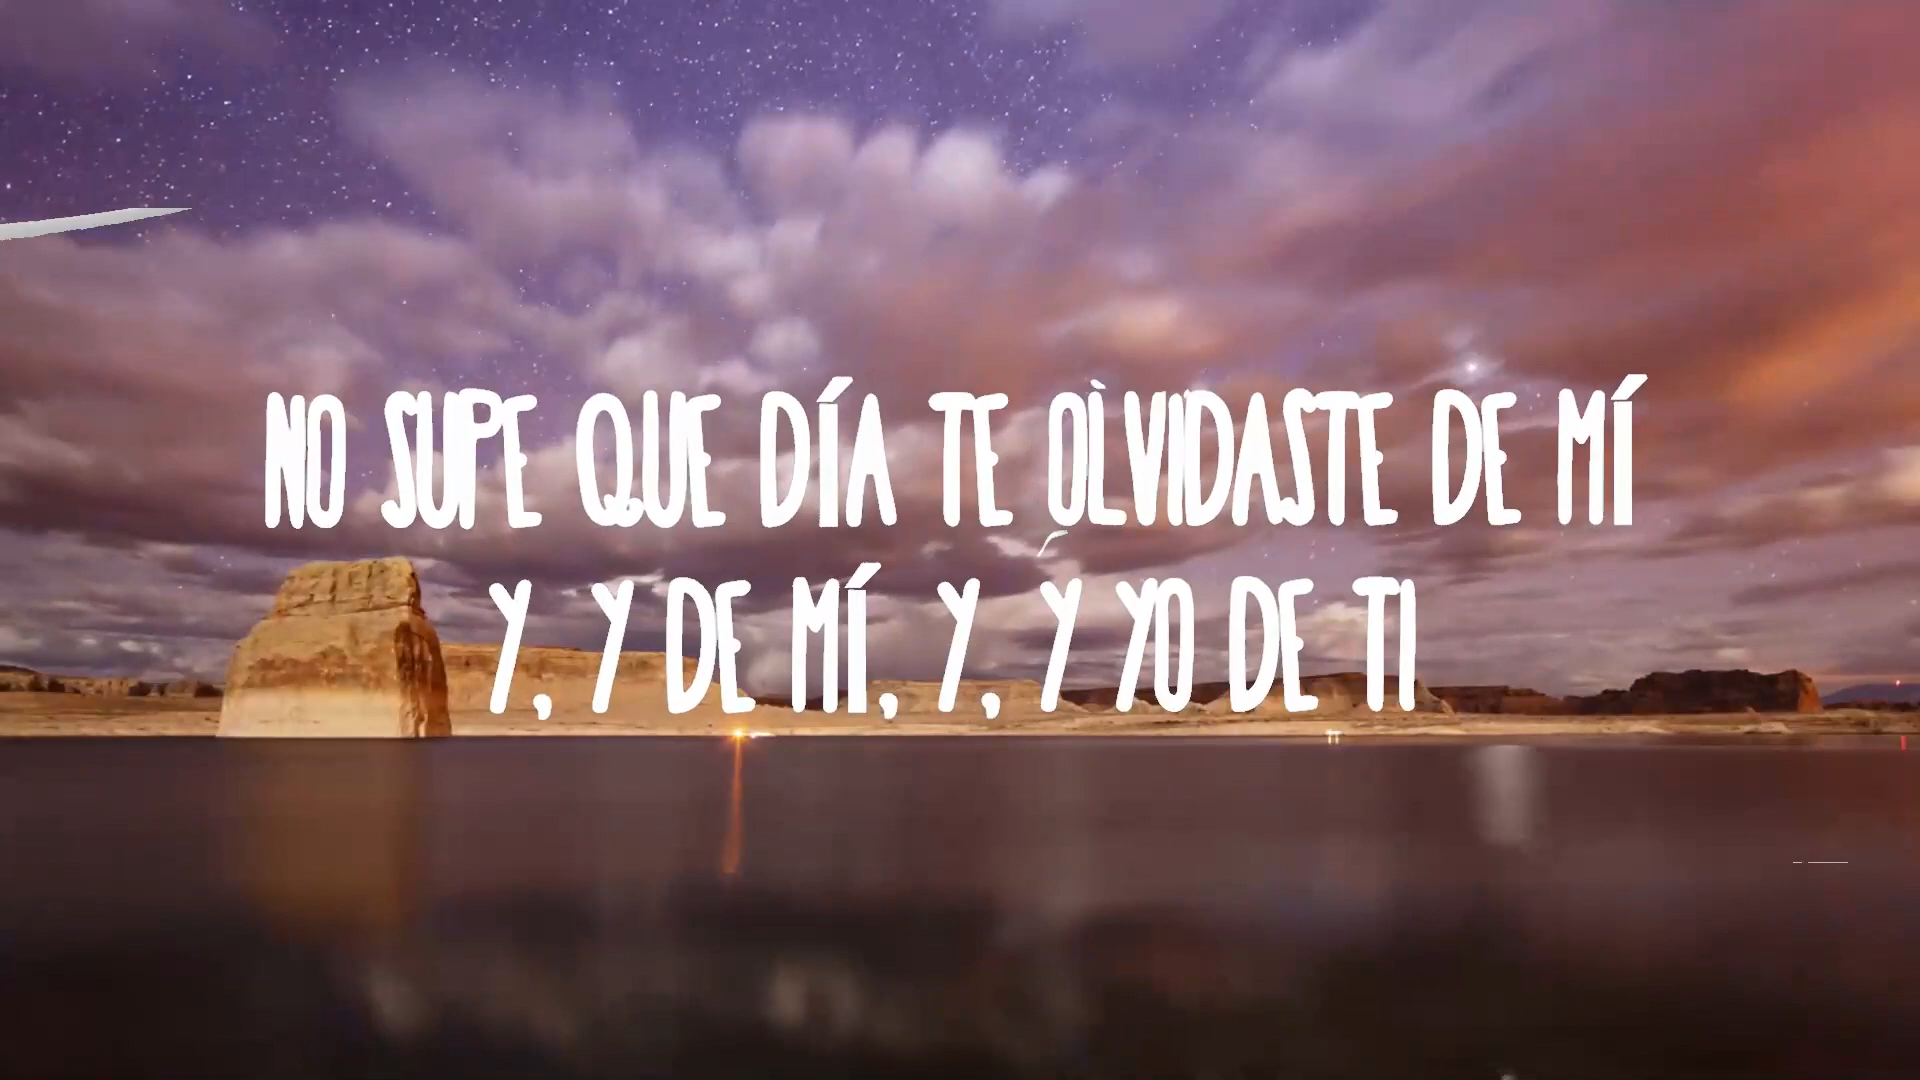 NO SUPE QUE DÍA TE OLVIDASTE DE MÍ
Y, Y DE MÍ, Y, Y YO DE TI